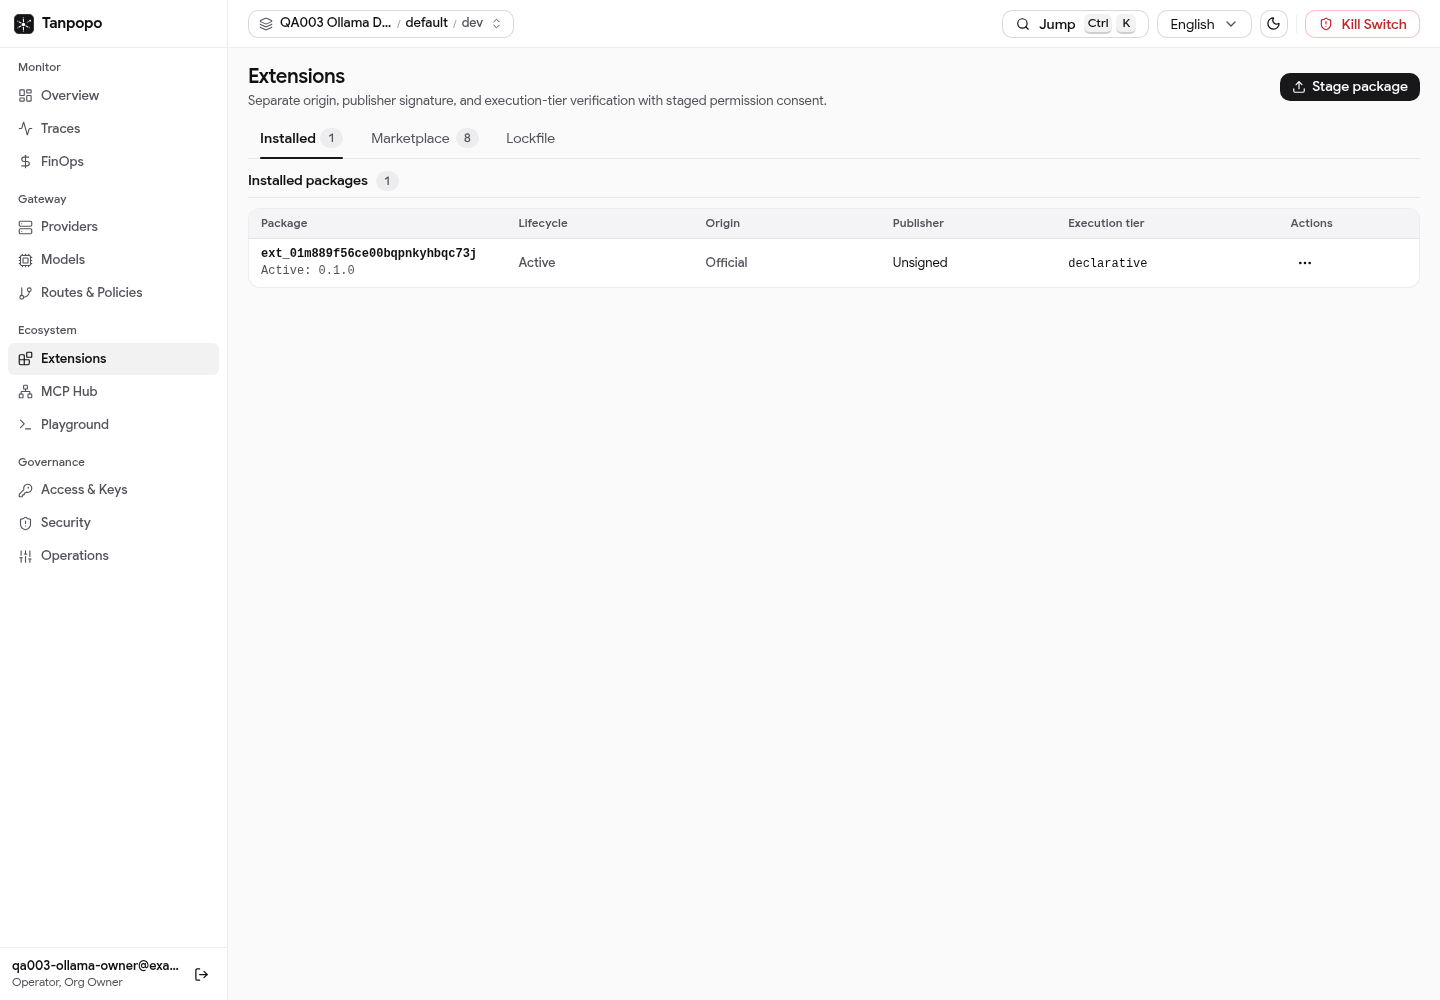 Tanpopo
QA003 Ollama D... / default / dev
Jump Ctrl K
English
Kill Switch
Monitor
Overview
Traces
FinOps
Gateway
Providers
Models
Routes & Policies
Ecosystem
Extensions
MCP Hub
Playground
Governance
Access & Keys
Security
Operations
qa003-ollama-owner@exa...
Operator, Org Owner
Extensions
Separate origin, publisher signature, and execution-tier verification with staged permission consent.
Stage package
Installed 1 Marketplace 8 Lockfile
Installed packages 1
Package Lifecycle Origin Publisher Execution tier Actions
ext_01m889f56ce00bqpnkyhbqc73j
Active: 0.1.0
Active Official Unsigned declarative